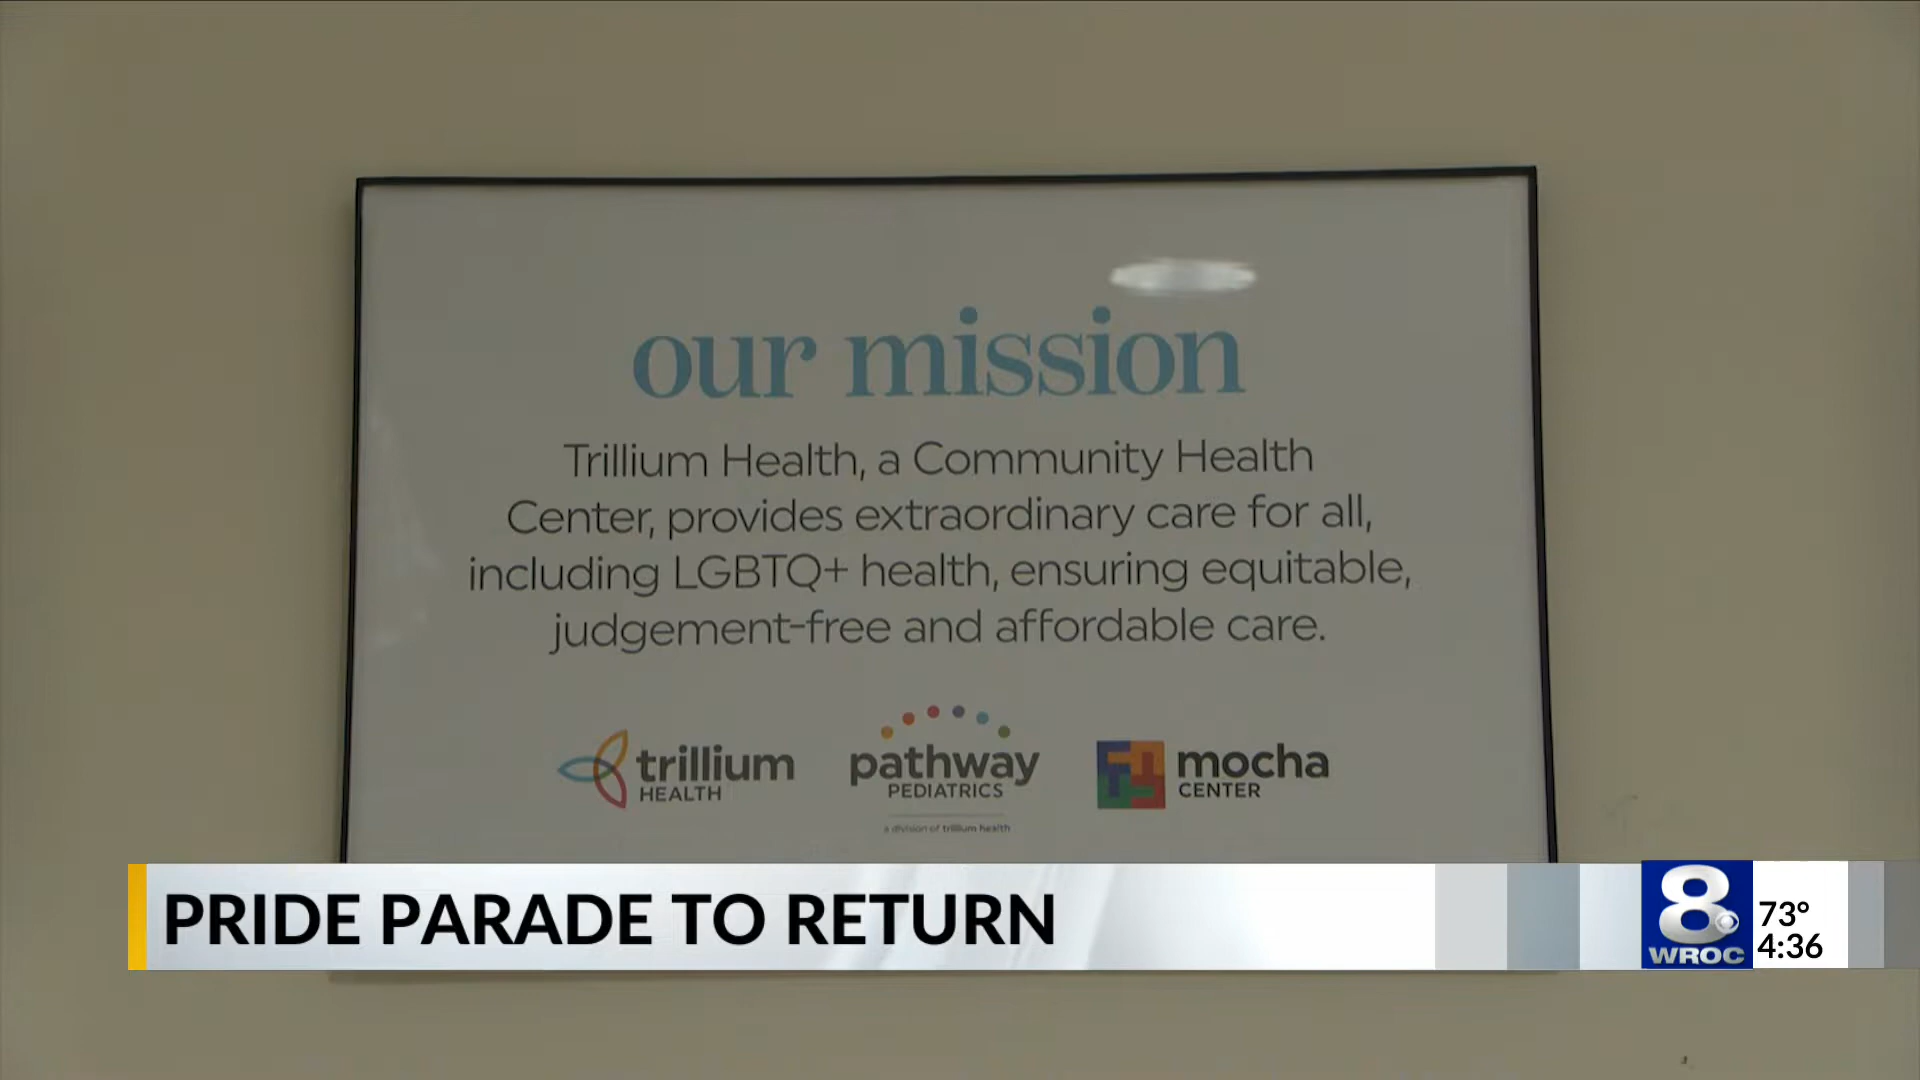 our mission
Trillium Health, a Community Health
Center, provides extraordinary care for all,
including LGBTQ+ health, ensuring equitable,
judgement-free and affordable care.
trillium
HEALTH
pathway
PEDIATRICS
a division of trillium health
mocha
CENTER
PRIDE PARADE TO RETURN
8
WROC
73°
4:36